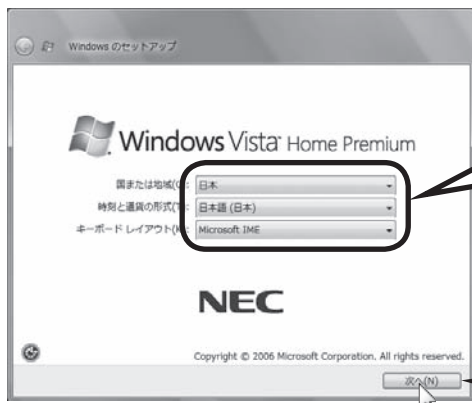 Windows のセットアップ
Windows Vista Home Premium
国または地域(C): 日本
時刻と通貨の形式(T): 日本語 (日本)
キーボード レイアウト(K): Microsoft IME
NEC
Copyright © 2006 Microsoft Corporation. All rights reserved.
次へ(N)